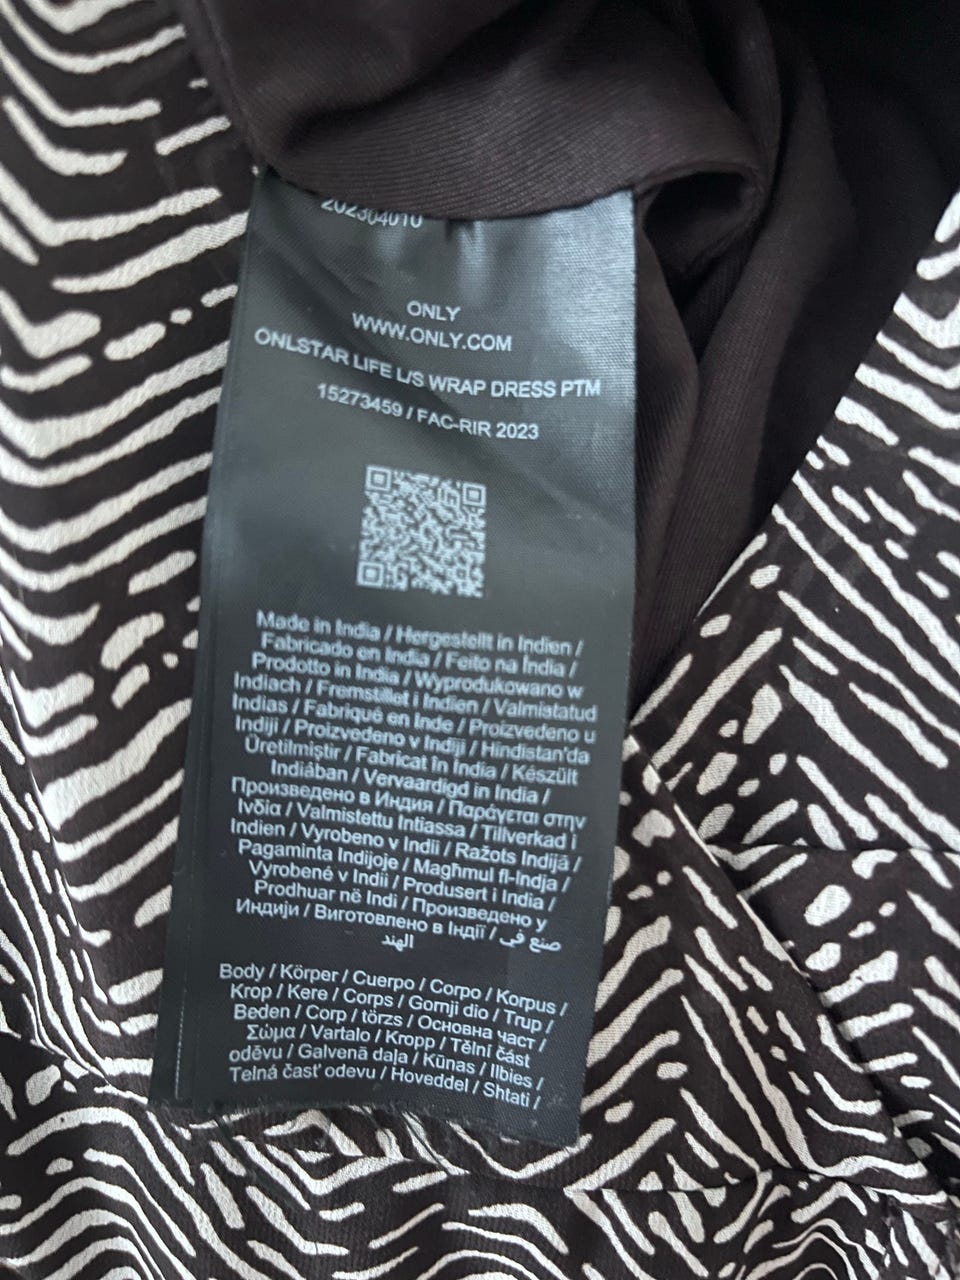 202304010
ONLY
WWW.ONLY.COM
ONLSTAR LIFE L/S WRAP DRESS PTM
15273459 / FAC-RIR 2023
Made in India / Hergestellt in Indien /
Fabricado en India / Feito na Índia /
Prodotto in India / Wyprodukowano w
Indiach / Fremstillet i Indien / Valmistatud
Indias / Fabriqué en Inde / Proizvedeno u
Indiji / Proizvedeno v Indiji / Hindistan'da
Üretilmiştir / Fabricat în India / Készült
Indiában / Vervaardigd in India /
Произведено в Индия / Παράγεται στην
Ινδία / Valmistettu Intiassa / Tillverkad i
Indien / Vyrobeno v Indii / Ražots Indijā /
Pagaminta Indijoje / Magħmul fl-Indja /
Vyrobené v Indii / Produsert i India /
Prodhuar në Indi / Произведено у
Индији / Виготовлено в Індії / صنع في
الهند
Body / Körper / Cuerpo / Corpo / Korpus /
Krop / Kere / Corps / Gornji dio / Trup /
Beden / Corp / törzs / Основна част /
Σώμα / Vartalo / Kropp / Tělní část
oděvu / Galvenā daļa / Kūnas / Ilbies /
Telná časť odevu / Hoveddel / Shtati /